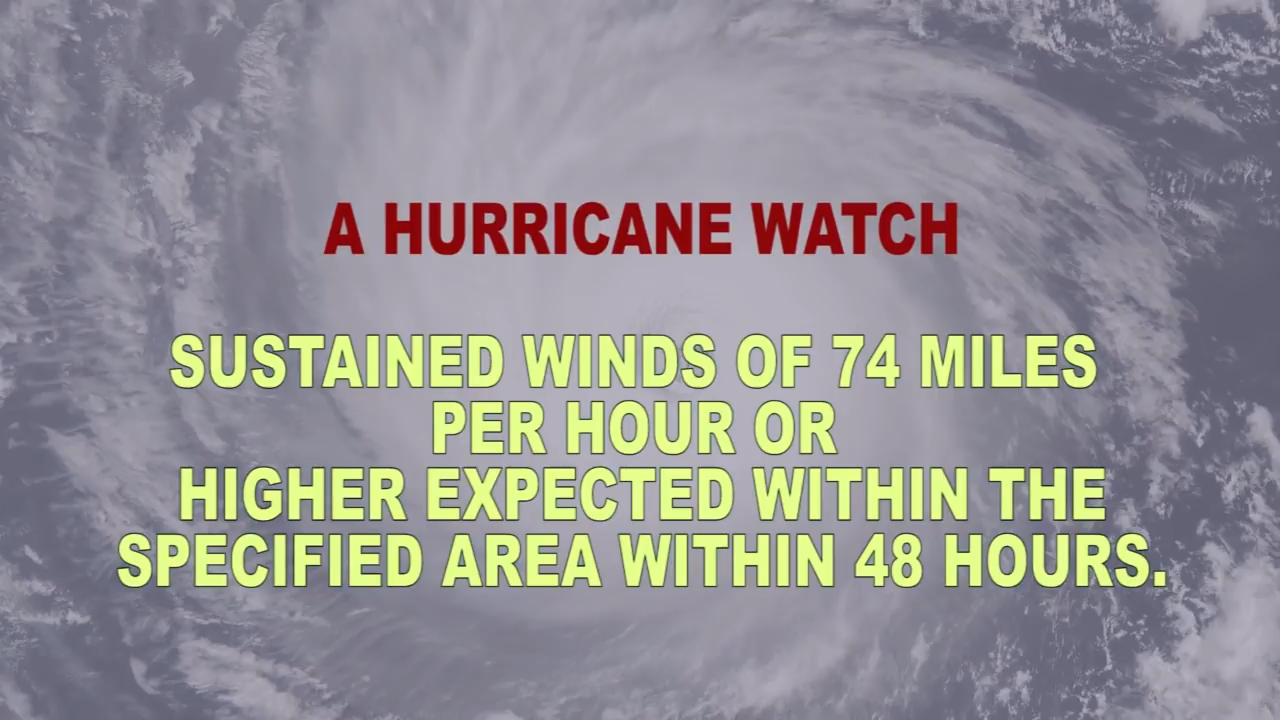 A HURRICANE WATCH
SUSTAINED WINDS OF 74 MILES
PER HOUR OR
HIGHER EXPECTED WITHIN THE
SPECIFIED AREA WITHIN 48 HOURS.